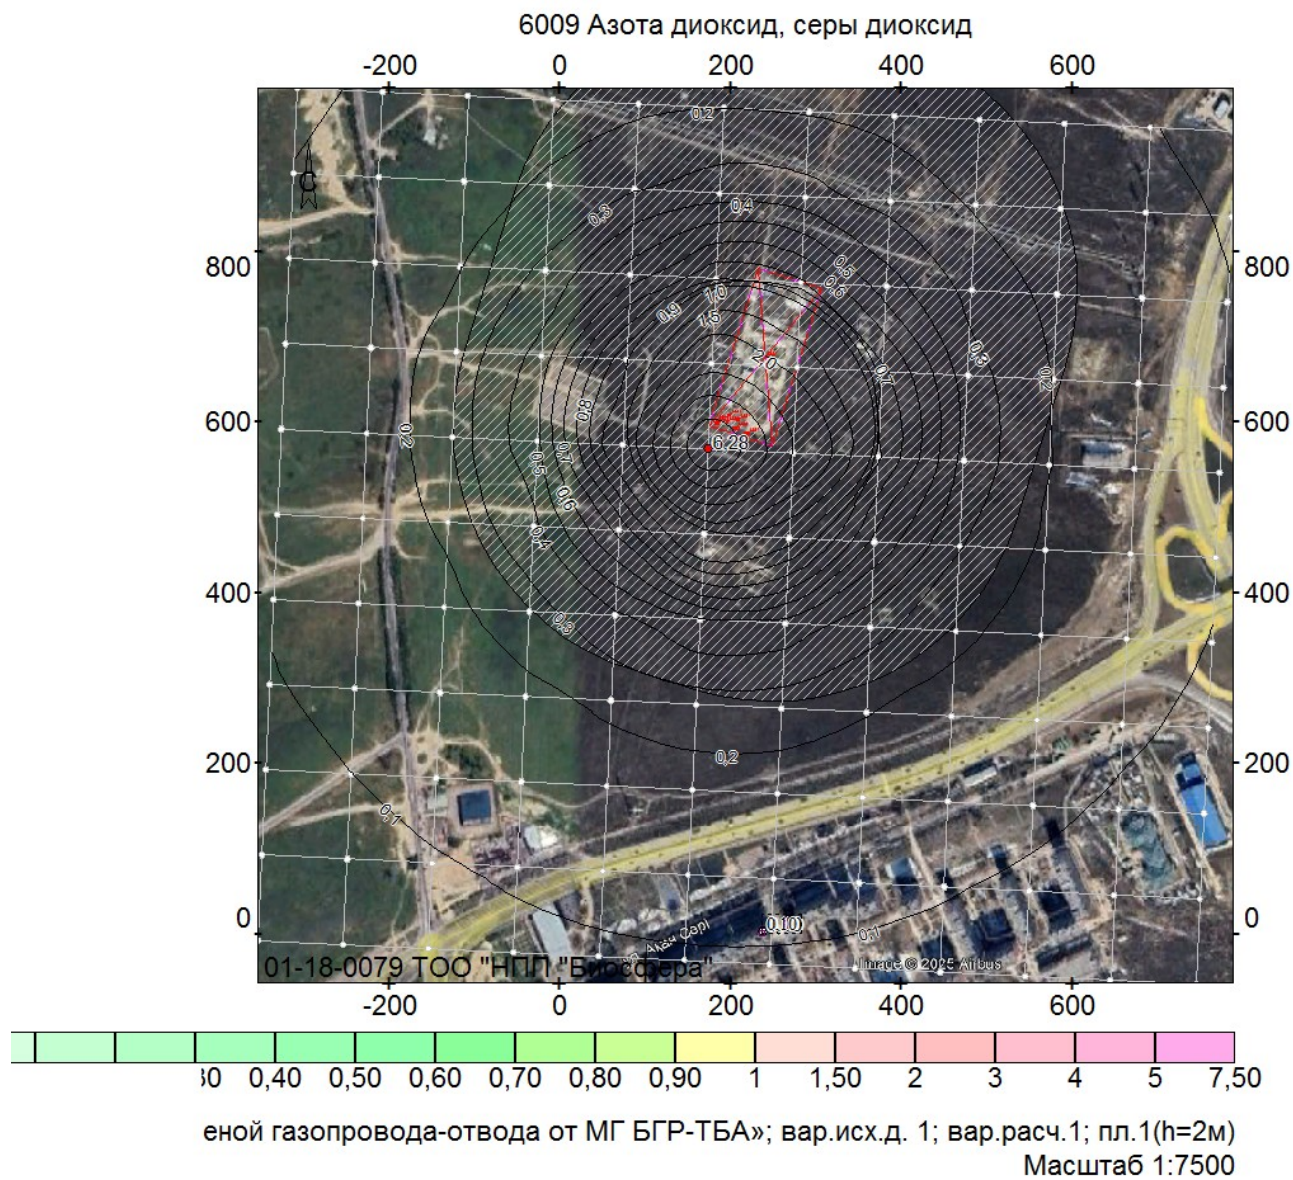 6009 Азота диоксид, серы диоксид
-200 0 200 400 600
0,2
С
0,4
0,3
0,5
800 800
0,6
1,0
0,9
1,5
0,3
2,0
0,7
0,2
0,8
600 600
0,2
6,28
0,7
0,5
0,6
0,4
400 400
0,3
0,2
200 200
0,1
0 0
0,10
0,1
Ақан Сері
01-18-0079 ТОО "НПП "Биосфера"
Image © 2025 Airbus
-200 0 200 400 600
30 0,40 0,50 0,60 0,70 0,80 0,90 1 1,50 2 3 4 5 7,50
еной газопровода-отвода от МГ БГР-ТБА»; вар.исх.д. 1; вар.расч.1; пл.1(h=2м)
Масштаб 1:7500